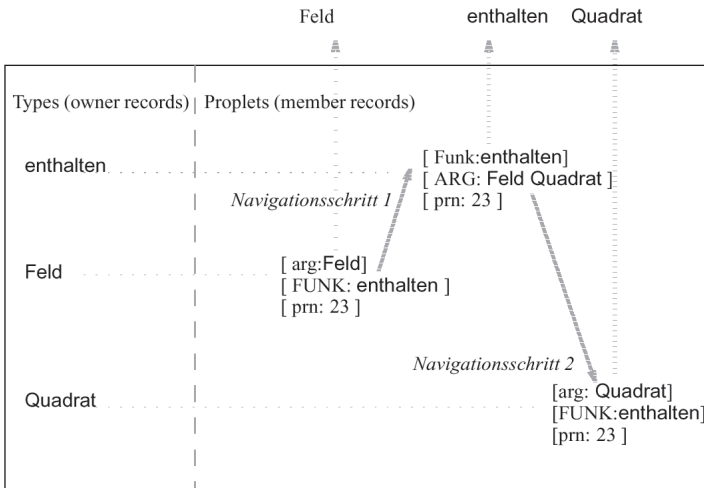 Feld enthalten Quadrat
Types (owner records) Proplets (member records)
enthalten
[ Funk:enthalten]
[ ARG: Feld Quadrat ]
[ prn: 23 ]
Navigationsschritt 1
Feld
[ arg:Feld]
[ FUNK: enthalten ]
[ prn: 23 ]
Navigationsschritt 2
Quadrat
[arg: Quadrat]
[FUNK:enthalten]
[prn: 23 ]